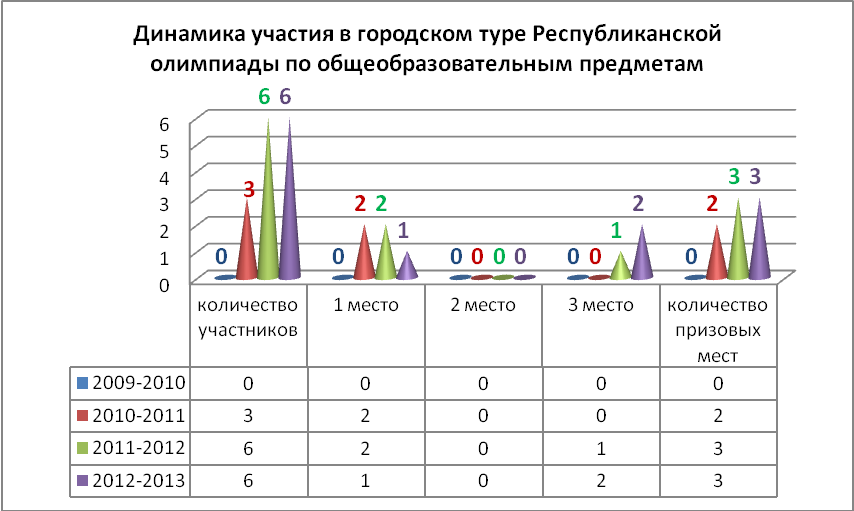 Динамика участия в городском туре Республиканской
олимпиады по общеобразовательным предметам
6 6
3 3 3
2 2 2 2
1 1
0 0 0 0 0 0 0 0 0
6
5
4
3
2
1
0
количество участников 1 место 2 место 3 место количество призовых мест
2009-2010 0 0 0 0 0
2010-2011 3 2 0 0 2
2011-2012 6 2 0 1 3
2012-2013 6 1 0 2 3